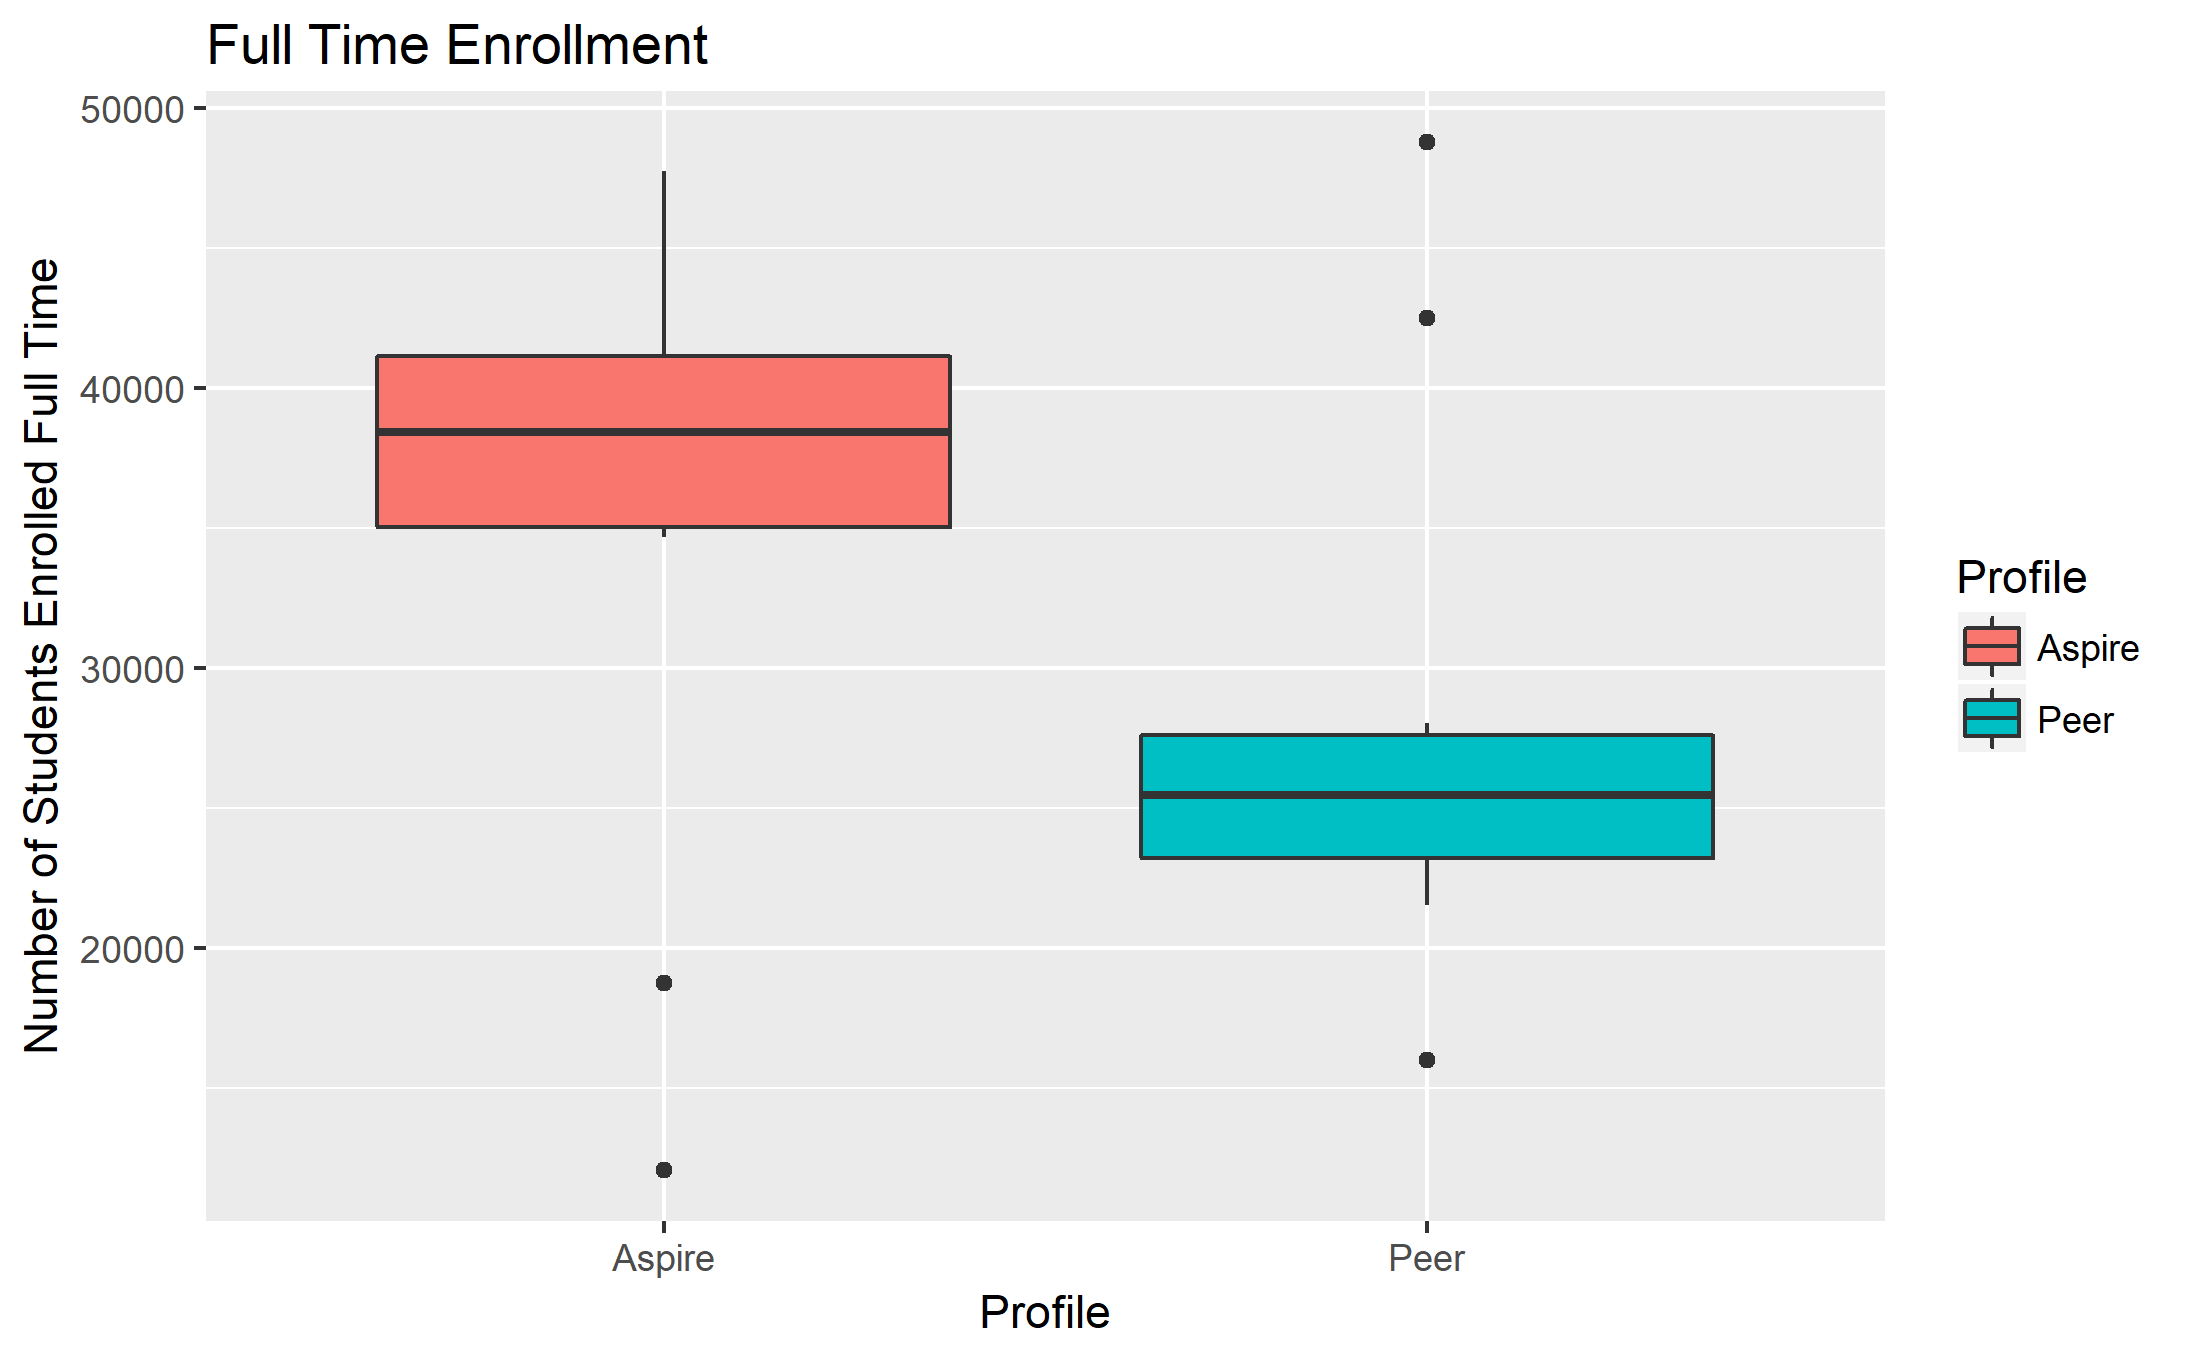 Full Time Enrollment
Number of Students Enrolled Full Time
50000
40000
30000
20000
Aspire
Peer
Profile
Profile
Aspire
Peer